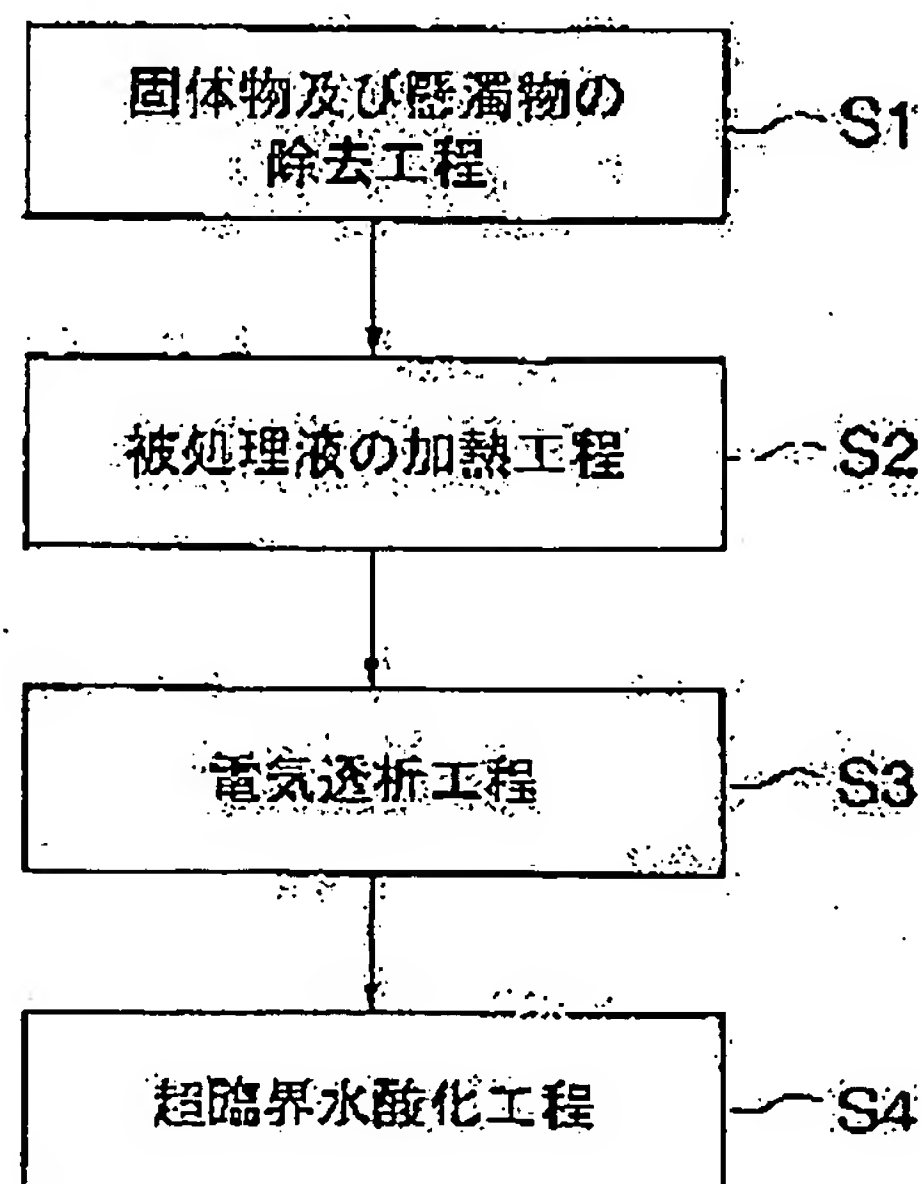 固体物及び懸濁物の
除去工程
S1
被処理液の加熱工程
S2
電気透析工程
S3
超臨界水酸化工程
S4